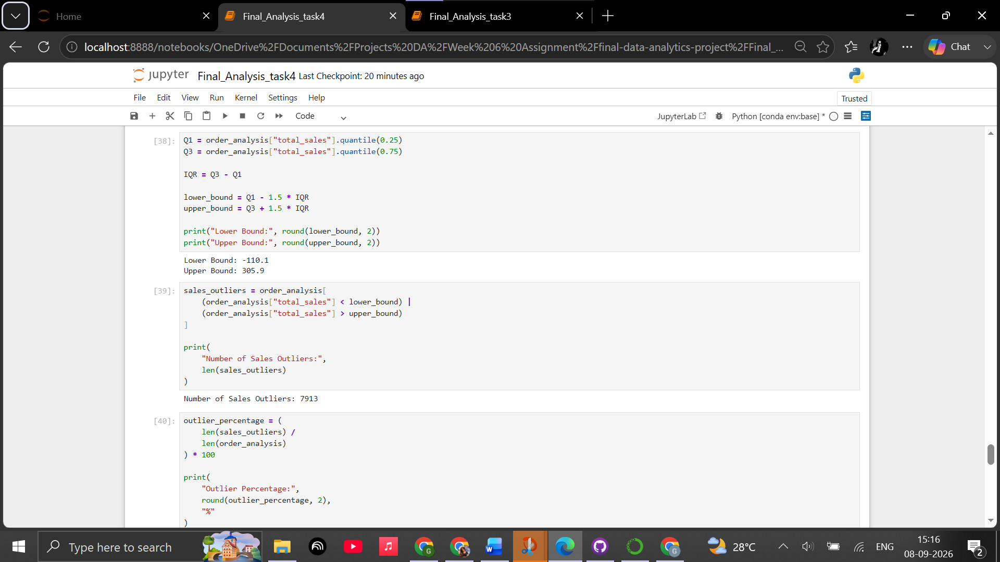 Home
Final_Analysis_task4
Final_Analysis_task3
localhost:8888/notebooks/OneDrive%2FDocuments%2FProjects%20DA%2FWeek%206%20Assignment%2Ffinal-data-analytics-project%2FFinal_...
Chat
jupyter Final_Analysis_task4 Last Checkpoint: 20 minutes ago
File Edit View Run Kernel Settings Help
Trusted
Code
JupyterLab
Python [conda env:base] *
[38]:
Q1 = order_analysis["total_sales"].quantile(0.25)
Q3 = order_analysis["total_sales"].quantile(0.75)
IQR = Q3 - Q1
lower_bound = Q1 - 1.5 * IQR
upper_bound = Q3 + 1.5 * IQR
print("Lower Bound:", round(lower_bound, 2))
print("Upper Bound:", round(upper_bound, 2))
Lower Bound: -110.1
Upper Bound: 305.9
[39]:
sales_outliers = order_analysis[
(order_analysis["total_sales"] < lower_bound) |
(order_analysis["total_sales"] > upper_bound)
]
print(
"Number of Sales Outliers:",
len(sales_outliers)
)
Number of Sales Outliers: 7913
[40]:
outlier_percentage = (
len(sales_outliers) /
len(order_analysis)
) * 100
print(
"Outlier Percentage:",
round(outlier_percentage, 2),
"%"
)
Type here to search
28°C
ENG
15:16
08-09-2026
2